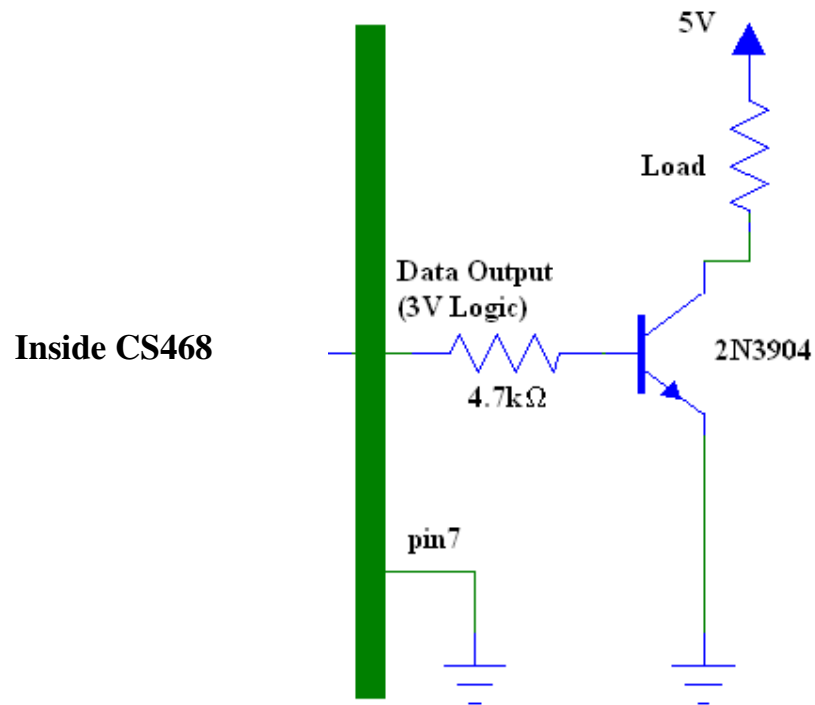 5V
Load
Data Output
(3V Logic)
Inside CS468
2N3904
4.7kΩ
pin7